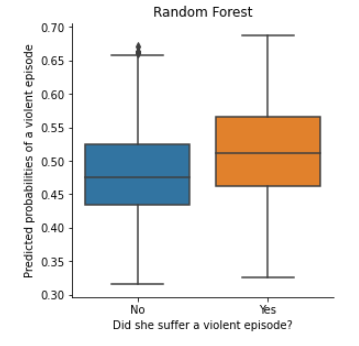 Random Forest
Predicted probabilities of a violent episode
0.70
0.65
0.60
0.55
0.50
0.45
0.40
0.35
0.30
No
Yes
Did she suffer a violent episode?